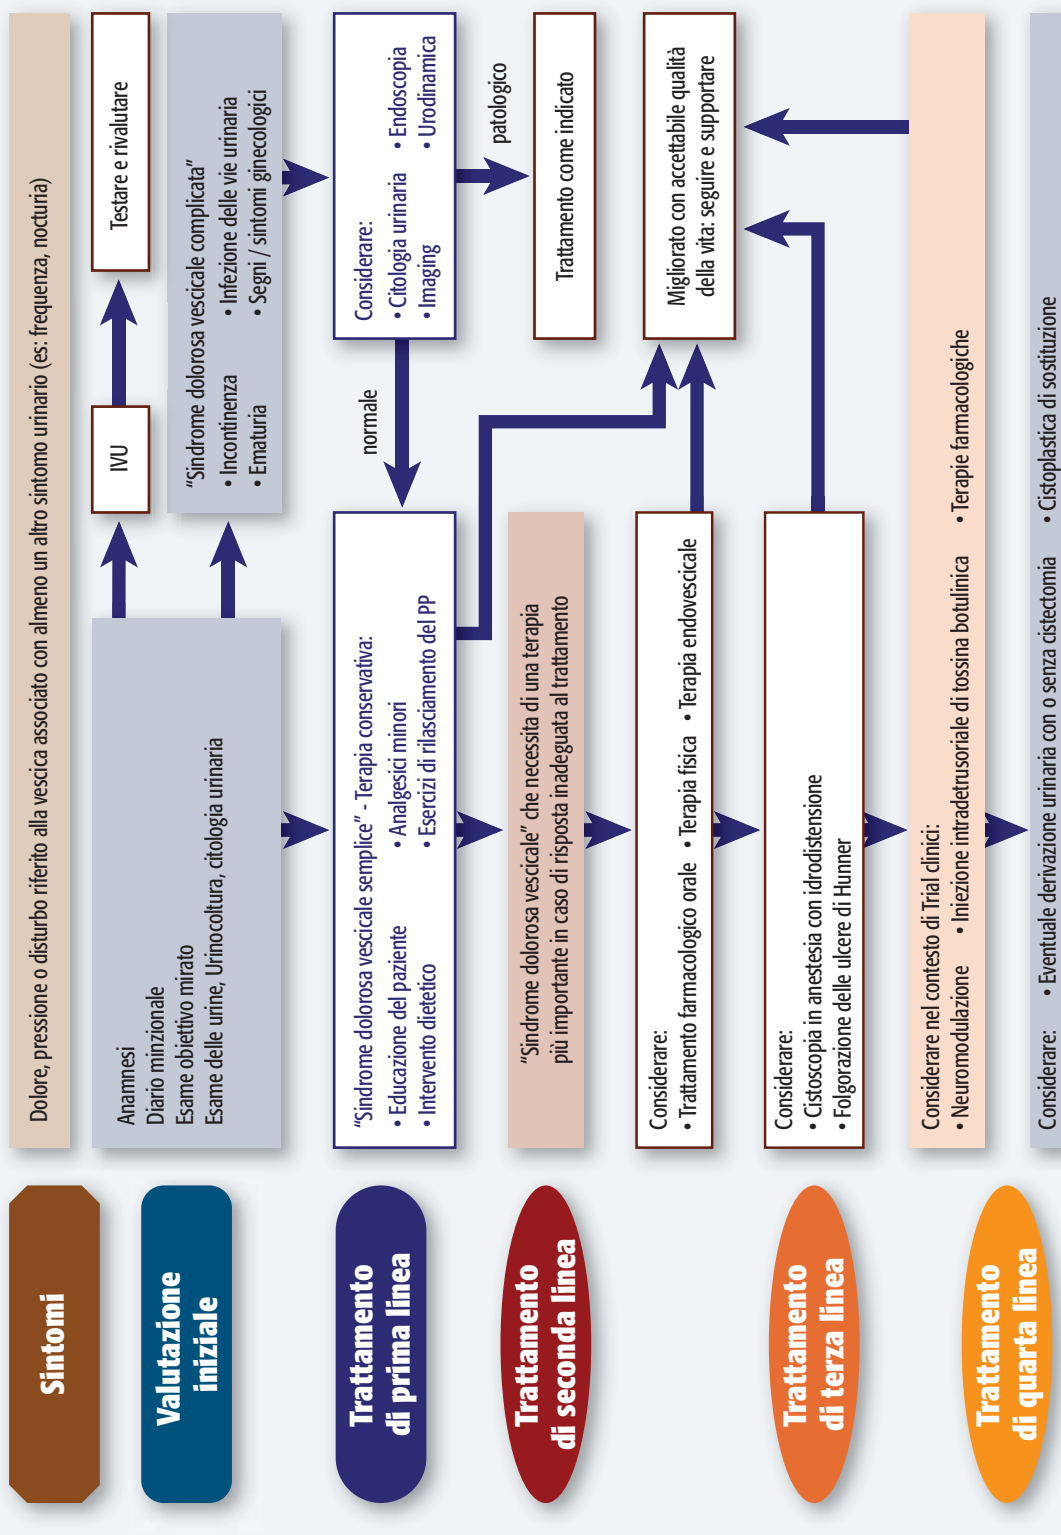 Sintomi
Dolore, pressione o disturbo riferito alla vescica associato con almeno un altro sintomo urinario (es: frequenza, nocturia)
Valutazione
iniziale
Anamnesi
Diario minzionale
Esame obiettivo mirato
Esame delle urine, Urinocoltura, citologia urinaria
IVU
Testare e rivalutare
“Sindrome dolorosa vescicale complicata”
• Incontinenza • Infezione delle vie urinaria
• Ematuria • Segni / sintomi ginecologici
Trattamento
di prima linea
“Sindrome dolorosa vescicale semplice” - Terapia conservativa:
• Educazione del paziente • Analgesici minori
• Intervento dietetico • Esercizi di rilasciamento del PP
normale
Considerare:
• Citologia urinaria • Endoscopia
• Imaging • Urodinamica
patologico
Trattamento come indicato
Trattamento
di seconda linea
“Sindrome dolorosa vescicale” che necessita di una terapia
più importante in caso di risposta inadeguata al trattamento
Considerare:
• Trattamento farmacologico orale • Terapia fisica • Terapia endovescicale
Migliorato con accettabile qualità
della vita: seguire e supportare
Trattamento
di terza linea
Considerare:
• Cistoscopia in anestesia con idrodistensione
• Folgorazione delle ulcere di Hunner
Trattamento
di quarta linea
Considerare nel contesto di Trial clinici:
• Neuromodulazione • Iniezione intradetrusoriale di tossina botulinica • Terapie farmacologiche
Considerare: • Eventuale derivazione urinaria con o senza cistectomia • Cistoplastica di sostituzione